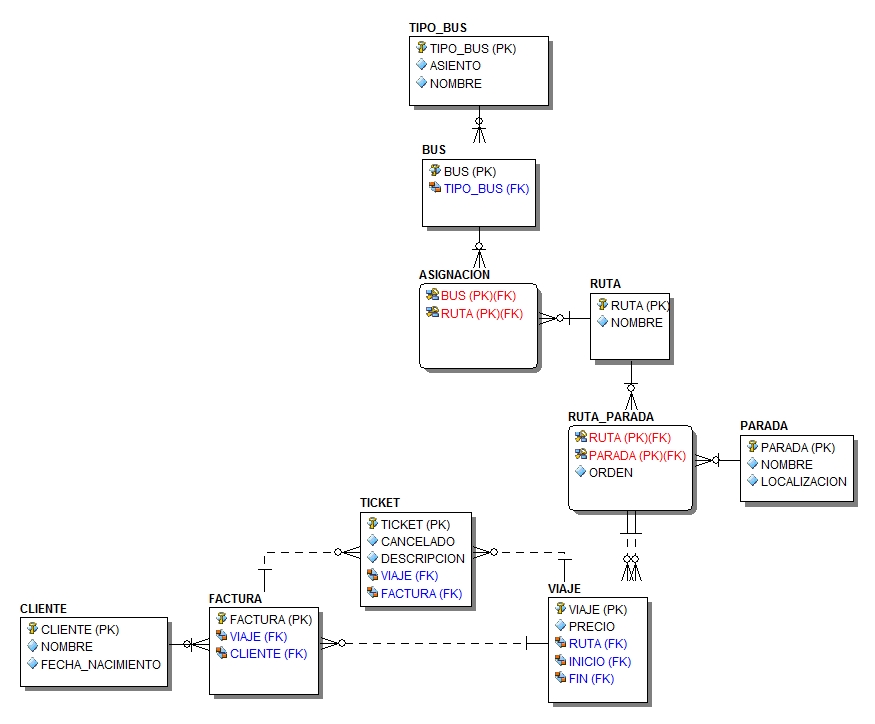 TIPO_BUS
TIPO_BUS (PK)
ASIENTO
NOMBRE
BUS
BUS (PK)
TIPO_BUS (FK)
ASIGNACION
BUS (PK)(FK)
RUTA (PK)(FK)
RUTA
RUTA (PK)
NOMBRE
RUTA_PARADA
RUTA (PK)(FK)
PARADA (PK)(FK)
ORDEN
PARADA
PARADA (PK)
NOMBRE
LOCALIZACION
TICKET
TICKET (PK)
CANCELADO
DESCRIPCION
VIAJE (FK)
FACTURA (FK)
VIAJE
VIAJE (PK)
PRECIO
RUTA (FK)
INICIO (FK)
FIN (FK)
FACTURA
FACTURA (PK)
VIAJE (FK)
CLIENTE (FK)
CLIENTE
CLIENTE (PK)
NOMBRE
FECHA_NACIMIENTO